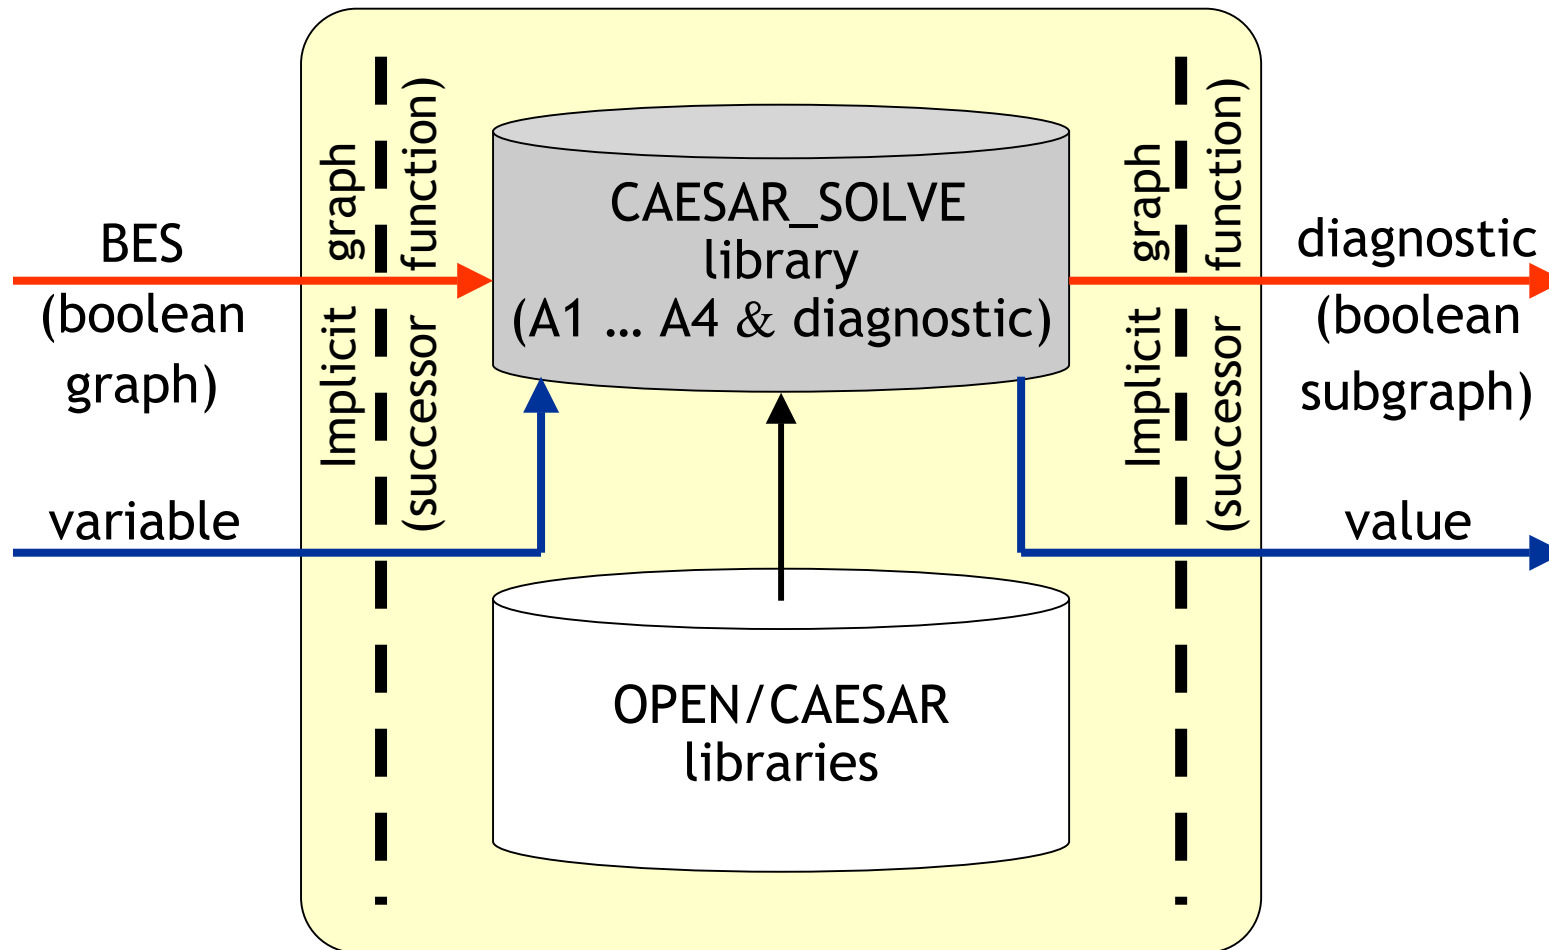 BES
(boolean
graph)
variable
Implicit graph
(successor function)
CAESAR_SOLVE
library
(A1 … A4 & diagnostic)
OPEN/CAESAR
libraries
Implicit graph
(successor function)
diagnostic
(boolean
subgraph)
value